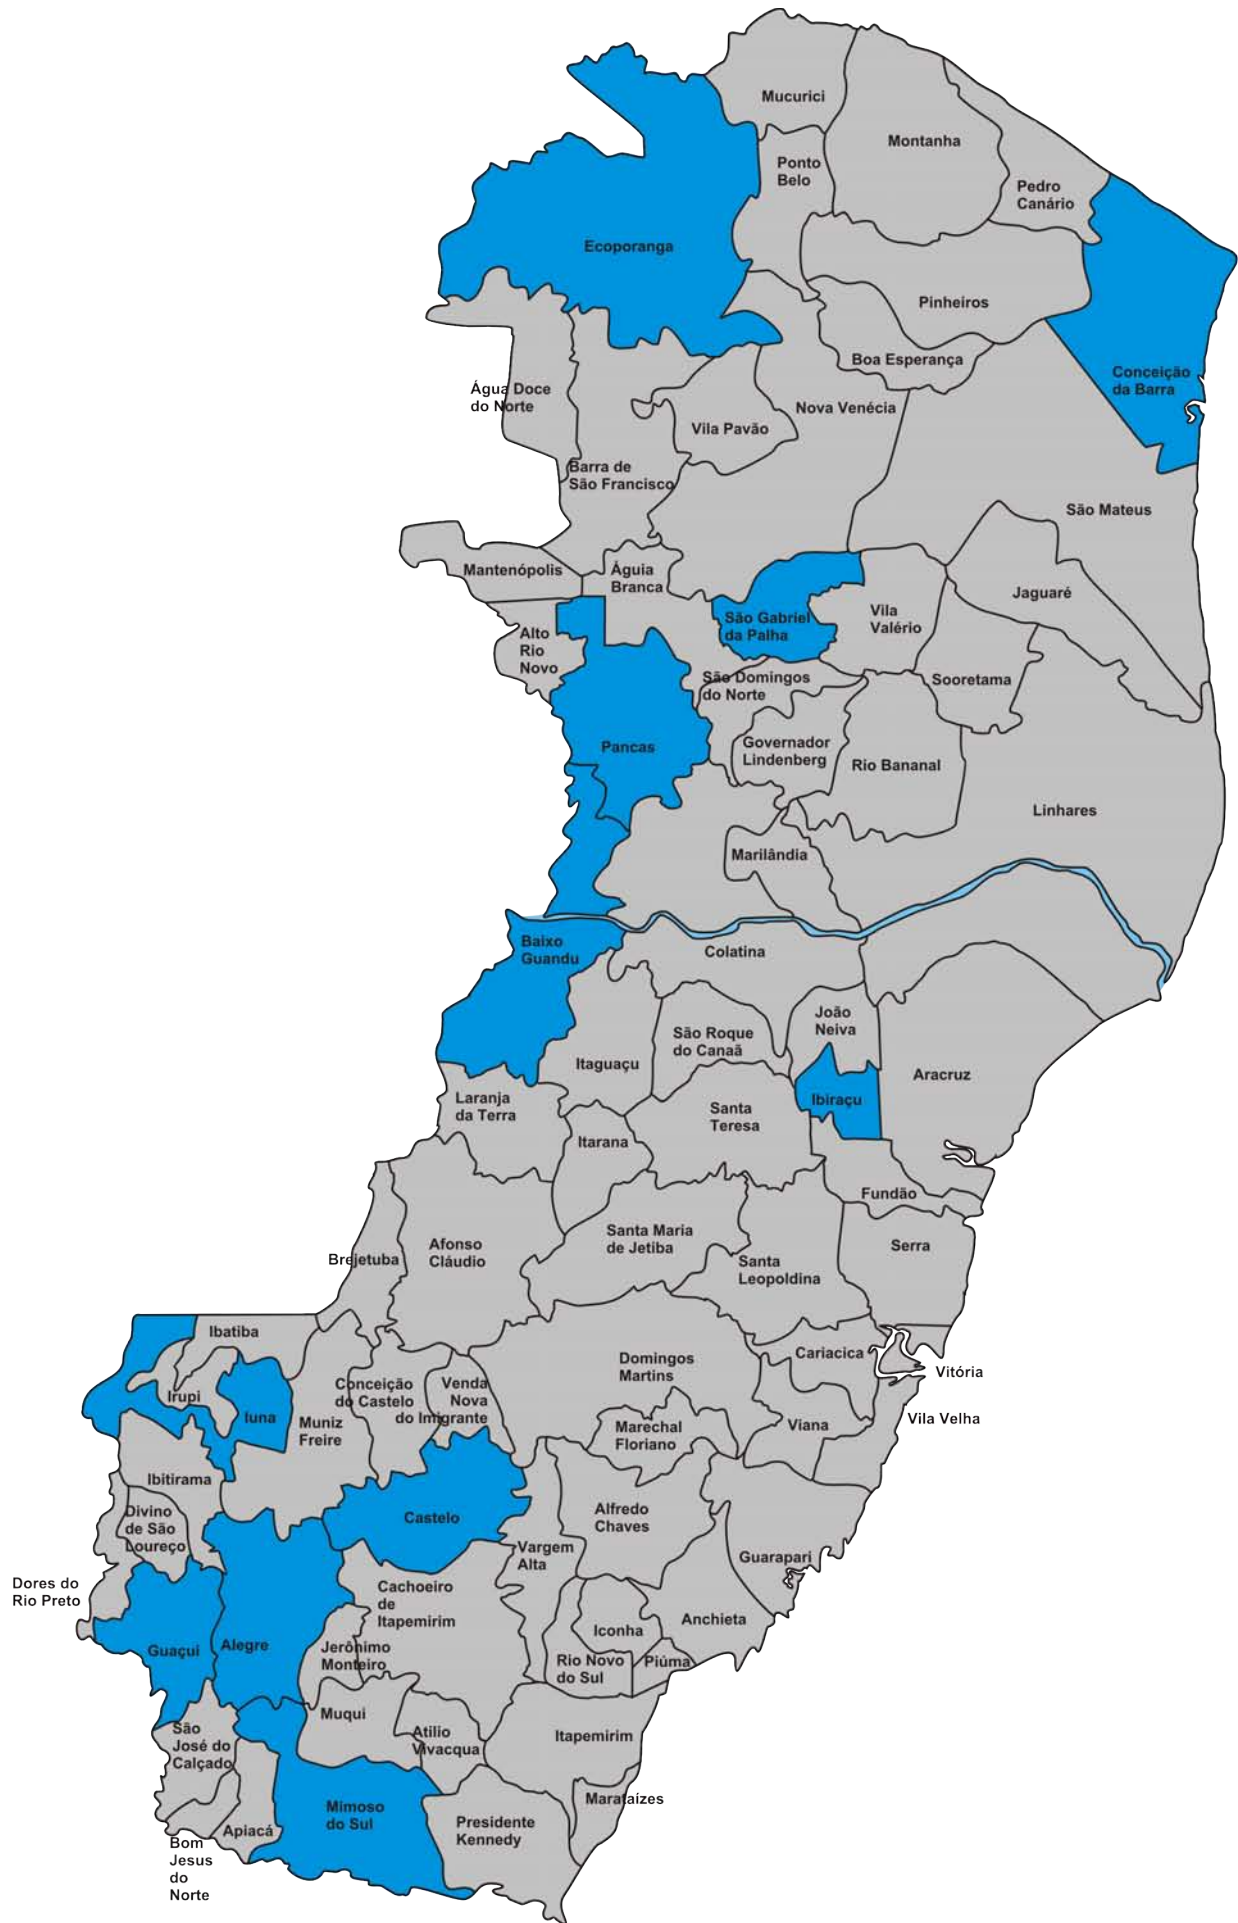 Mucurici
Montanha
Ponto
Belo
Pedro
Canário
Ecoporanga
Pinheiros
Boa Esperança
Conceição
da Barra
Água Doce
do Norte
Nova Venécia
Vila Pavão
Barra de
São Francisco
São Mateus
Mantenópolis
Águia
Branca
Jaguaré
São Gabriel
da Palha
Vila
Valério
Alto
Rio
Novo
São Domingos
do Norte
Sooretama
Pancas
Governador
Lindenberg
Rio Bananal
Linhares
Marilândia
Baixo
Guandu
Colatina
João
Neiva
São Roque
do Canaã
Itaguaçu
Aracruz
Laranja
da Terra
Ibiraçu
Santa
Teresa
Itarana
Fundão
Santa Maria
de Jetiba
Serra
Afonso
Cláudio
Brejetuba
Santa
Leopoldina
Ibatiba
Cariacica
Domingos
Martins
Vitória
Conceição
do Castelo
Venda
Nova
do Imigrante
Irupi
Iuna
Muniz
Freire
Vila Velha
Viana
Marechal
Floriano
Ibitirama
Castelo
Alfredo
Chaves
Divino
de São
Loureço
Vargem
Alta
Guarapari
Dores do
Rio Preto
Cachoeiro
de
Itapemirim
Anchieta
Iconha
Guaçui
Alegre
Jerônimo
Monteiro
Rio Novo
do Sul
Piúma
Muqui
São
José do
Calçado
Atilio
Vivacqua
Itapemirim
Marataízes
Mimoso
do Sul
Presidente
Kennedy
Apiacá
Bom
Jesus
do
Norte